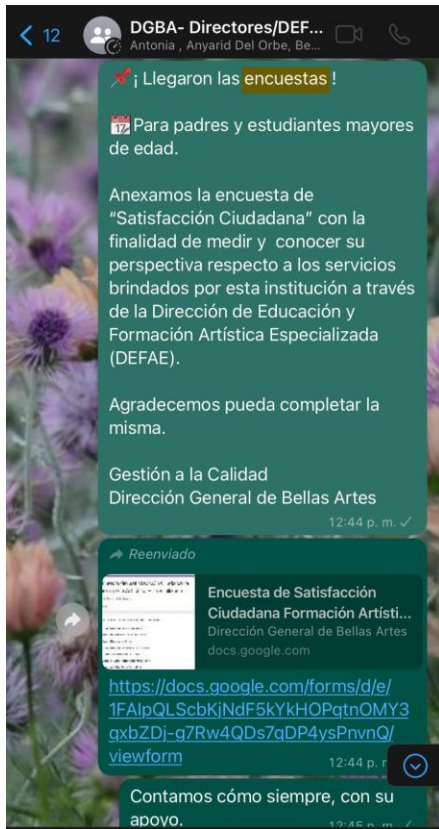 12
DGBA- Directores/DEF...
Antonia , Anyarid Del Orbe, Be...
¡ Llegaron las encuestas !
Para padres y estudiantes mayores
de edad.
Anexamos la encuesta de
“Satisfacción Ciudadana” con la
finalidad de medir y conocer su
perspectiva respecto a los servicios
brindados por esta institución a través
de la Dirección de Educación y
Formación Artística Especializada
(DEFAE).
Agradecemos pueda completar la
misma.
Gestión a la Calidad
Dirección General de Bellas Artes
12:44 p. m.
Reenviado
Encuesta de Satisfacción
Ciudadana Formación Artísti...
Dirección General de Bellas Artes
docs.google.com
https://docs.google.com/forms/d/e/
1FAIpQLScbKjNdF5kYkHOPqtnOMY3
qxbZDj-g7Rw4QDs7qDP4ysPnvnQ/
viewform
12:44 p.
Contamos cómo siempre, con su
apoyo.
12:45 p. m.